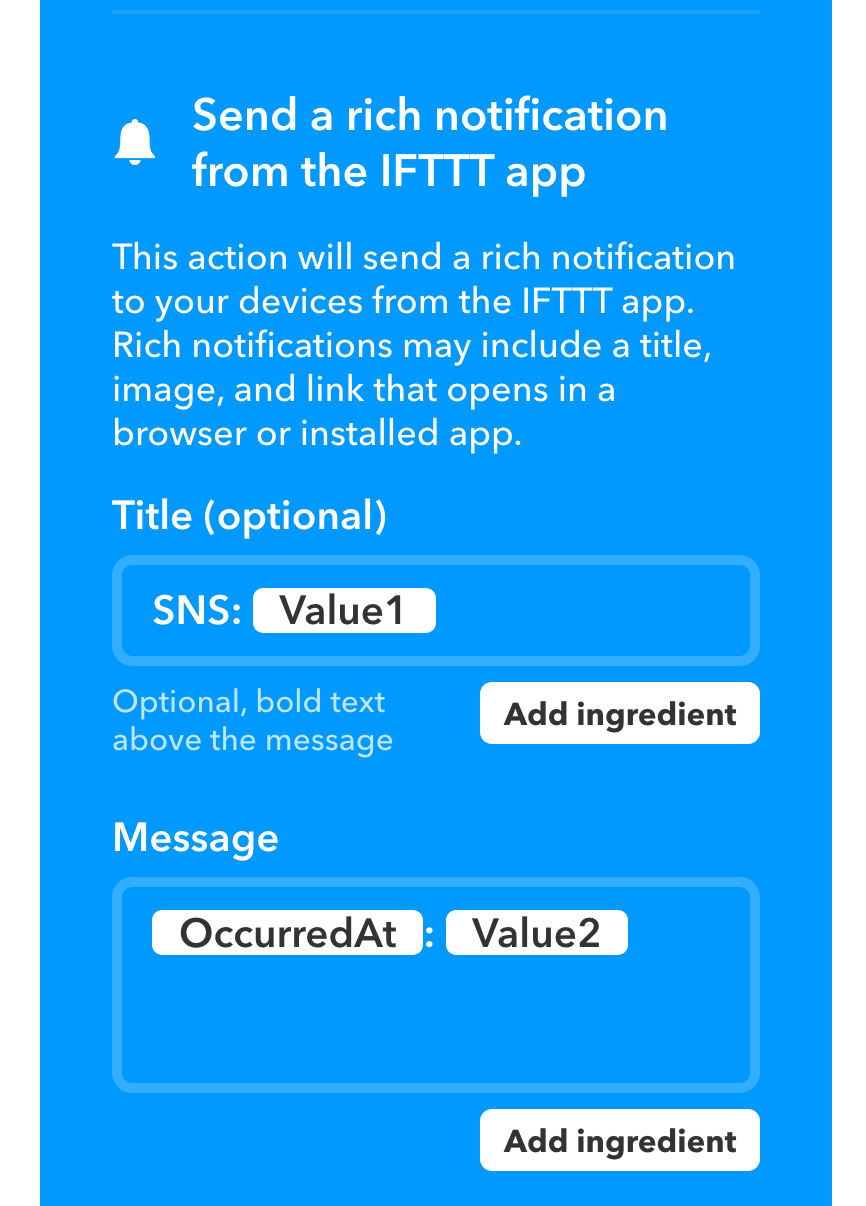 Send a rich notification
from the IFTTT app
This action will send a rich notification
to your devices from the IFTTT app.
Rich notifications may include a title,
image, and link that opens in a
browser or installed app.
Title (optional)
SNS: Value1
Optional, bold text
above the message
Add ingredient
Message
OccurredAt: Value2
Add ingredient